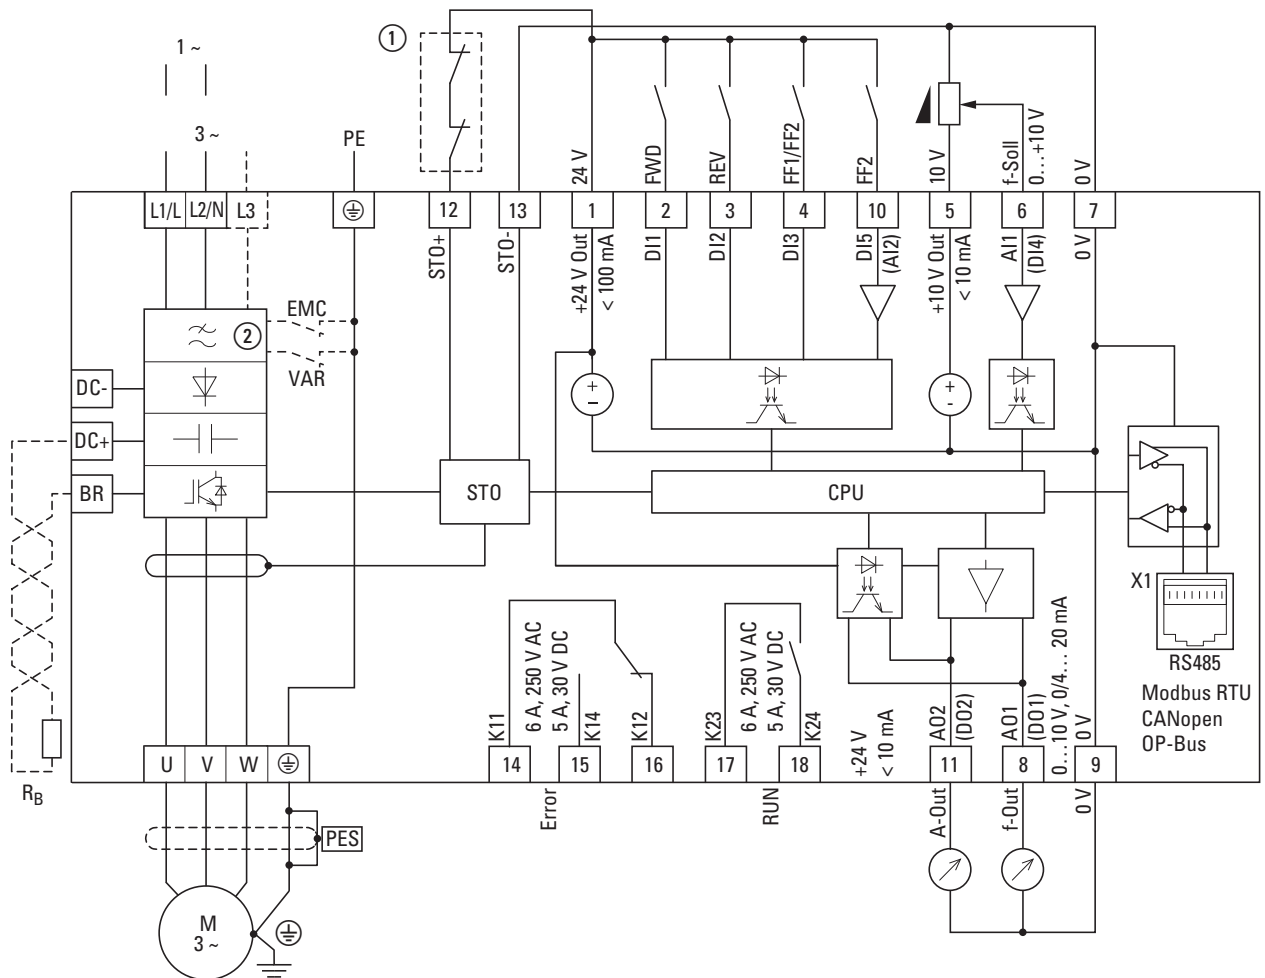 1
1 ~
3 ~
PE
24 V
FWD
REV
FF1/FF2
FF2
10 V
f-Soll
0…+10 V
0 V
L1/L
L2/N
L3
12
13
1
2
3
4
10
5
6
7
STO+
STO-
+24 V Out
< 100 mA
DI1
DI2
DI3
DI5
(AI2)
+10 V Out
< 10 mA
AI1
(DI4)
0 V
EMC
2
VAR
DC-
+
–
+
-
DC+
BR
STO
CPU
X1
RS485
Modbus RTU
CANopen
OP-Bus
K11
6 A, 250 V AC
5 A, 30 V DC
K14
K12
K23
6 A, 250 V AC
5 A, 30 V DC
K24
+24 V
< 10 mA
AO2
(DO2)
AO1
(DO1)
0…10 V, 0/4… 20 mA
0 V
U
V
W
14
15
16
17
18
11
8
9
RB
Error
RUN
A-Out
f-Out
0 V
PES
M
3 ~